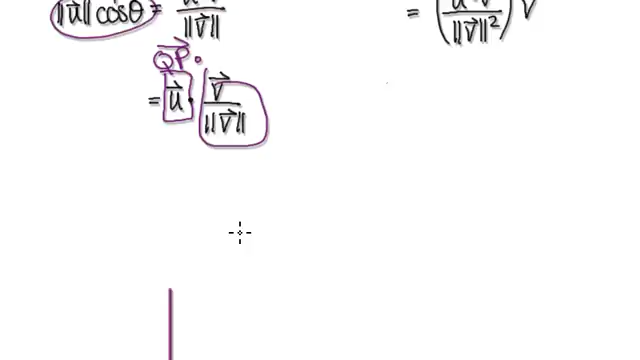 ‖u⃗‖ cosθ = u⃗·v⃗ / ‖v⃗‖
= (u⃗·v⃗ / ‖v⃗‖²) v⃗
QP⃗ ·
= u⃗ · v⃗ / ‖v⃗‖